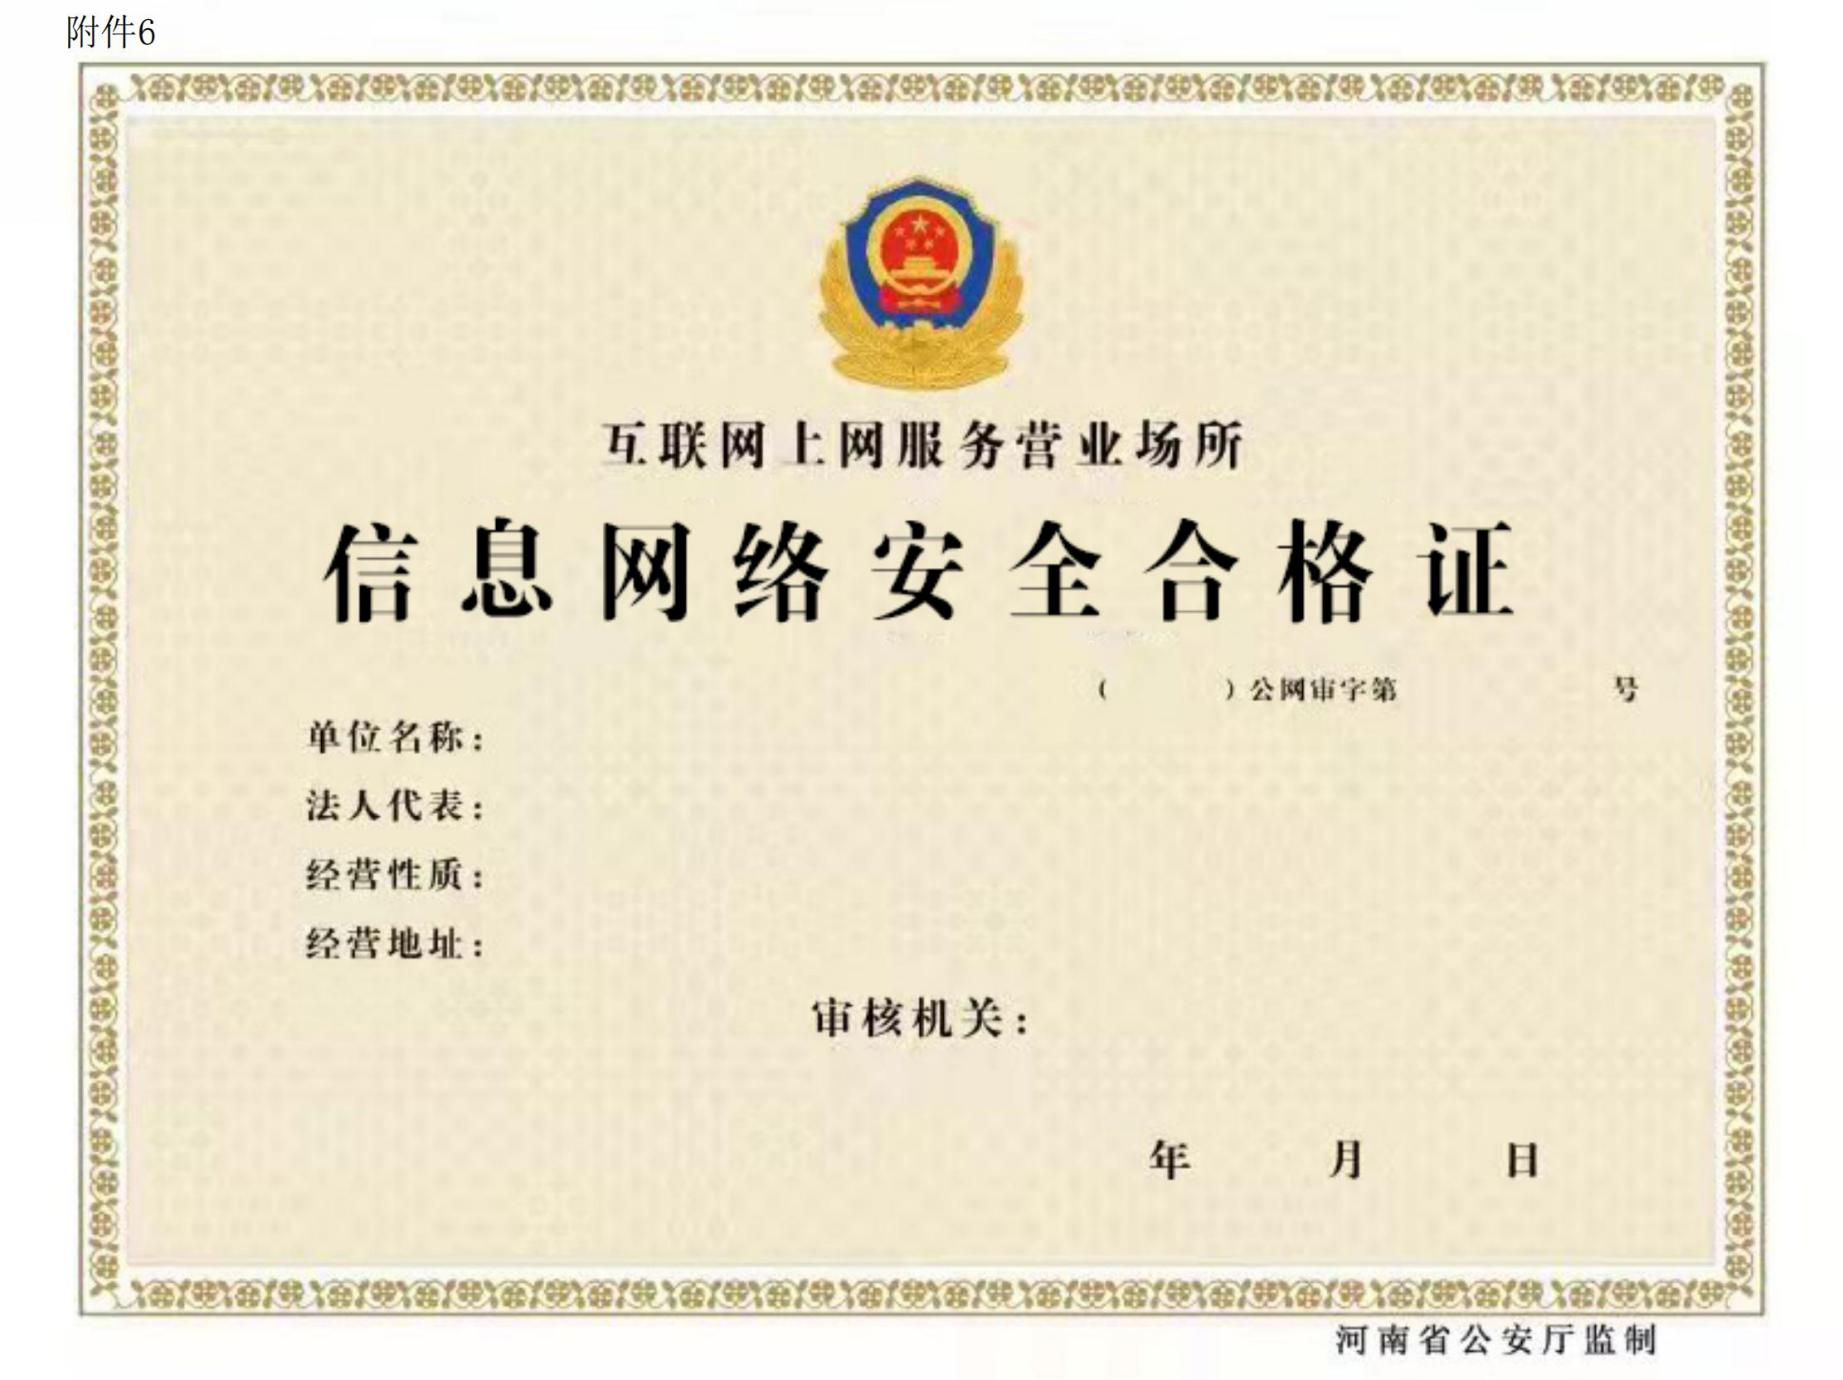 附件6
互联网上网服务营业场所
信息网络安全合格证
（ ）公网审字第 号
单位名称：
法人代表：
经营性质：
经营地址：
审核机关：
年 月 日
河南省公安厅监制